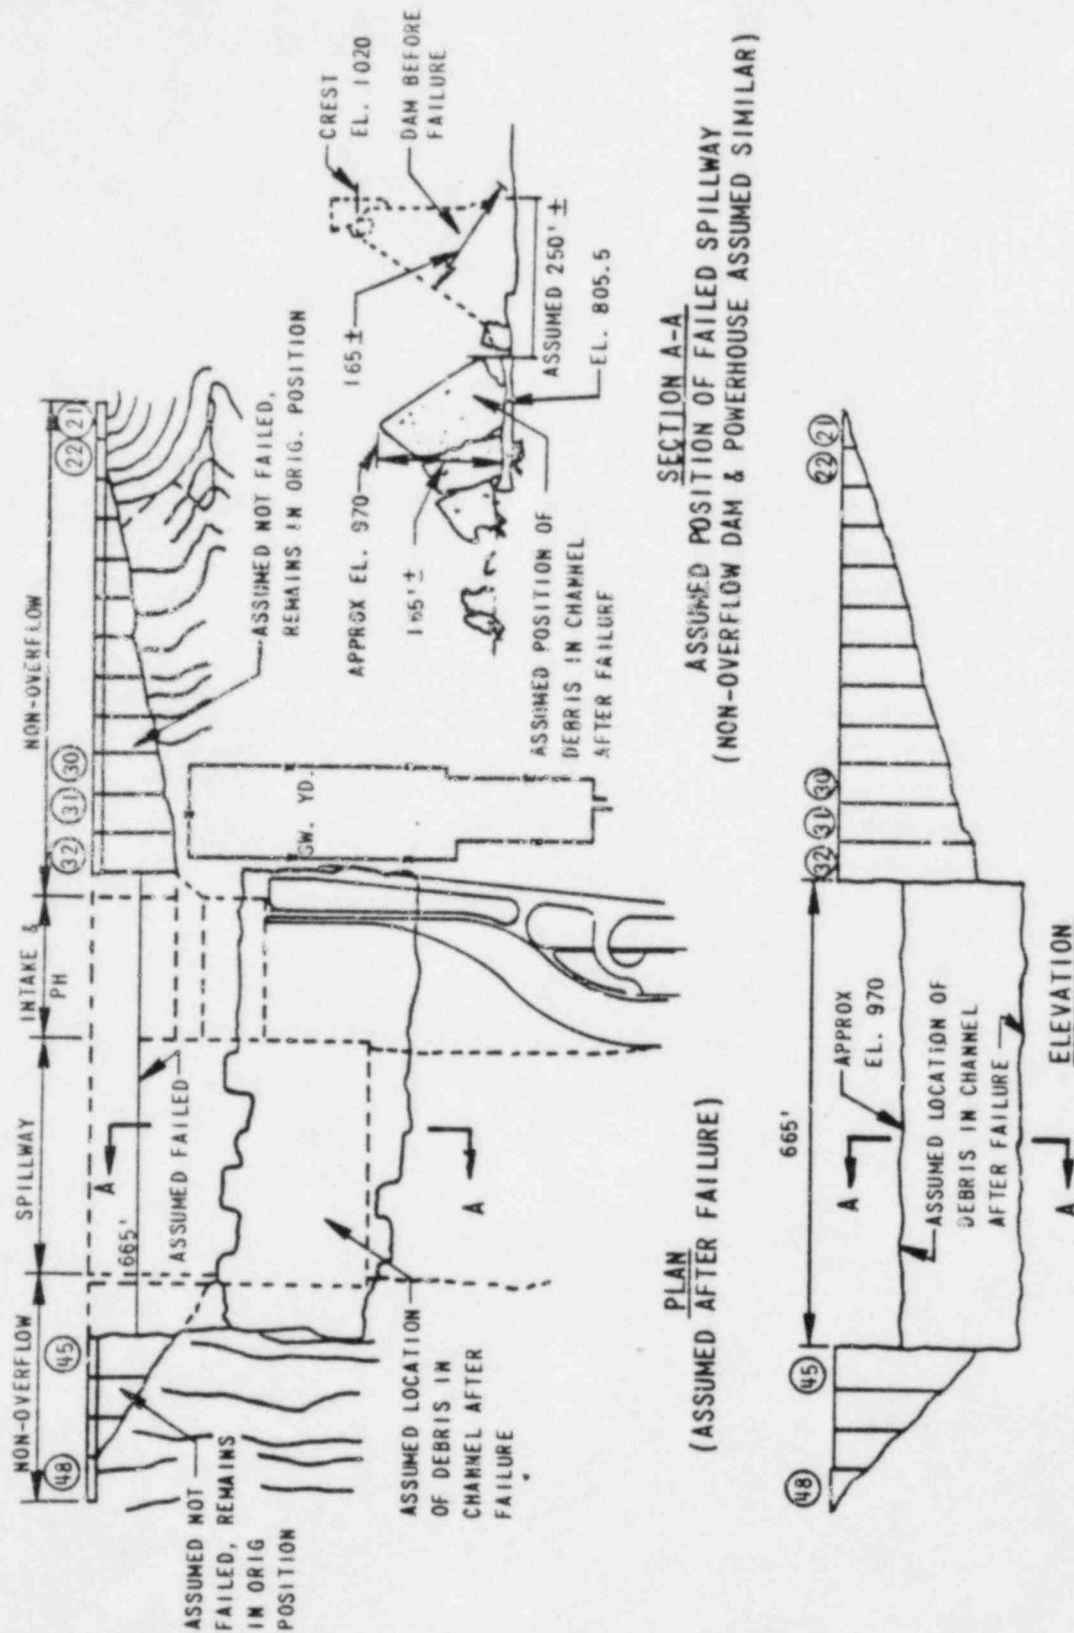 NON-OVERFLOW
SPILLWAY
INTAKE &
PH
NON-OVERFLOW
48
45
32
31
30
22
21
A
665'
ASSUMED FAILED
A
SW. YD.
ASSUMED NOT
FAILED, REMAINS
IN ORIG
POSITION
ASSUMED LOCATION
OF DEBRIS IN
CHANNEL AFTER
FAILURE
ASSUMED NOT FAILED,
REMAINS IN ORIG. POSITION
PLAN
(ASSUMED AFTER FAILURE)
CREST
EL. 1020
DAM BEFORE
FAILURE
165±
APPROX EL. 970
165'±
ASSUMED 250'±
EL. 805.5
ASSUMED POSITION OF
DEBRIS IN CHANNEL
AFTER FAILURE
SECTION A-A
ASSUMED POSITION OF FAILED SPILLWAY
(NON-OVERFLOW DAM & POWERHOUSE ASSUMED SIMILAR)
665'
48
45
32
31
30
22
21
A
APPROX
EL. 970
ASSUMED LOCATION OF
DEBRIS IN CHANNEL
AFTER FAILURE
A
ELEVATION